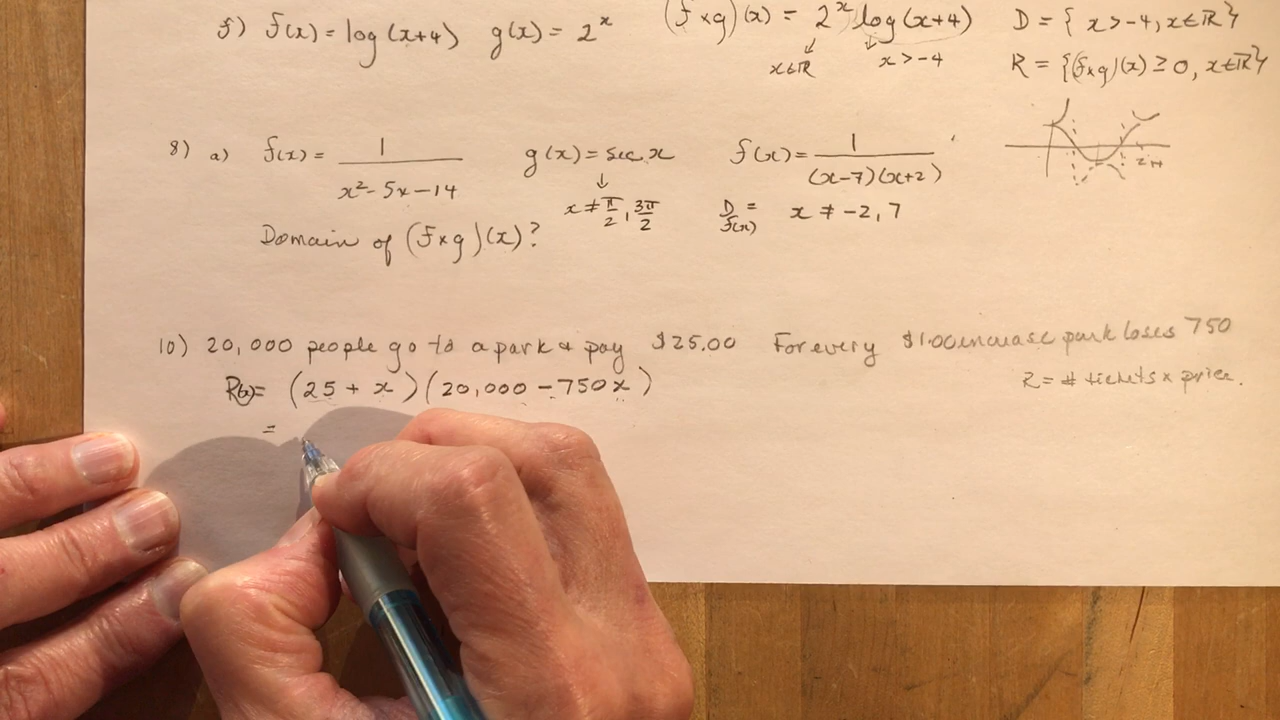 f) f(x) = log(x+4) g(x) = 2^x (f×g)(x) = 2^x log(x+4) D = { x>-4, x∈ℝ}
x∈ℝ x>-4 R = {(f×g)(x) ≥ 0, x∈ℝ}
8) a) f(x) = 1/(x²-5x-14) g(x) = sec x f(x) = 1/((x-7)(x+2))
x ≠ π/2, 3π/2 D f(x) = x ≠ -2, 7 2π
Domain of (f×g)(x)?
10) 20,000 people go to a park & pay $25.00 For every $1.00 increase park loses 750
R(x) = (25 + x)(20,000 - 750x) R = # tickets × price.
=